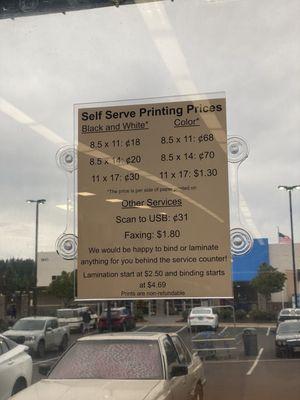 Self Serve Printing Prices
Black and White* Color*
8.5 x 11: ¢18 8.5 x 11: ¢68
8.5 x 14: ¢20 8.5 x 14: ¢70
11 x 17: ¢30 11 x 17: $1.30
*The price is per side of paper printed on
Other Services
Scan to USB: ¢31
Faxing: $1.80
We would be happy to bind or laminate
anything for you behind the service counter!
Lamination start at $2.50 and binding starts
at $4.69
Prints are non-refundable